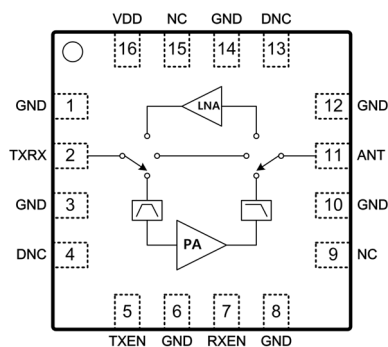 VDD NC GND DNC
16 15 14 13
LNA
GND 1 12 GND
TXRX 2 11 ANT
GND 3 10 GND
DNC 4 PA 9 NC
5 6 7 8
TXEN GND RXEN GND